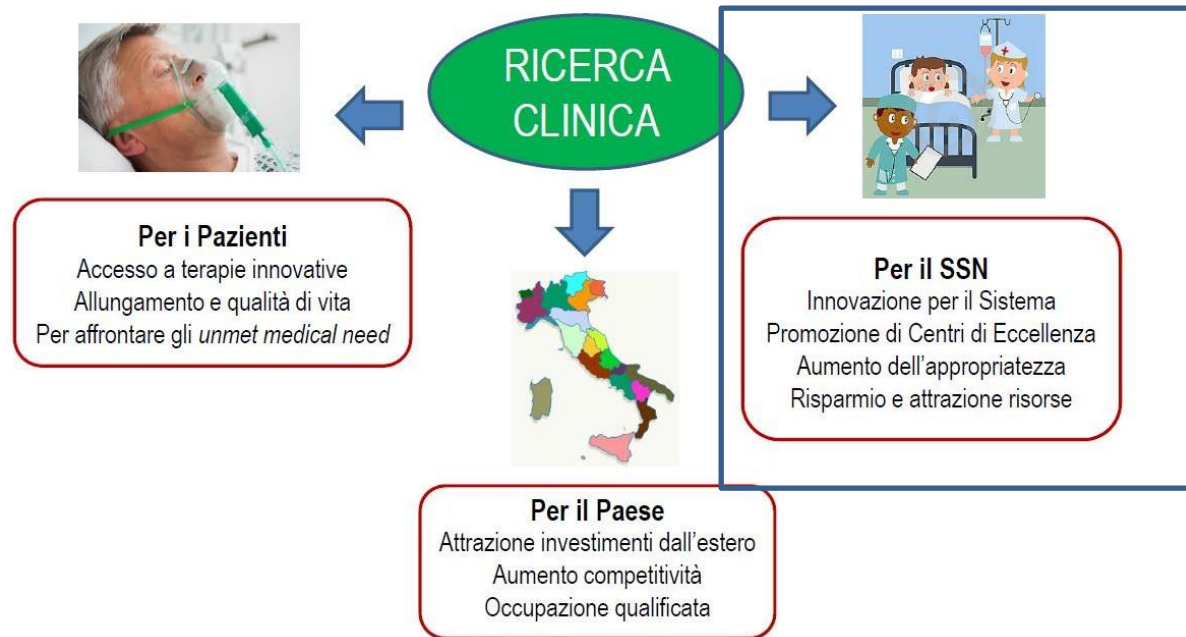 RICERCA
CLINICA
Per i Pazienti
Accesso a terapie innovative
Allungamento e qualità di vita
Per affrontare gli unmet medical need
Per il SSN
Innovazione per il Sistema
Promozione di Centri di Eccellenza
Aumento dell'appropriatezza
Risparmio e attrazione risorse
Per il Paese
Attrazione investimenti dall'estero
Aumento competitività
Occupazione qualificata